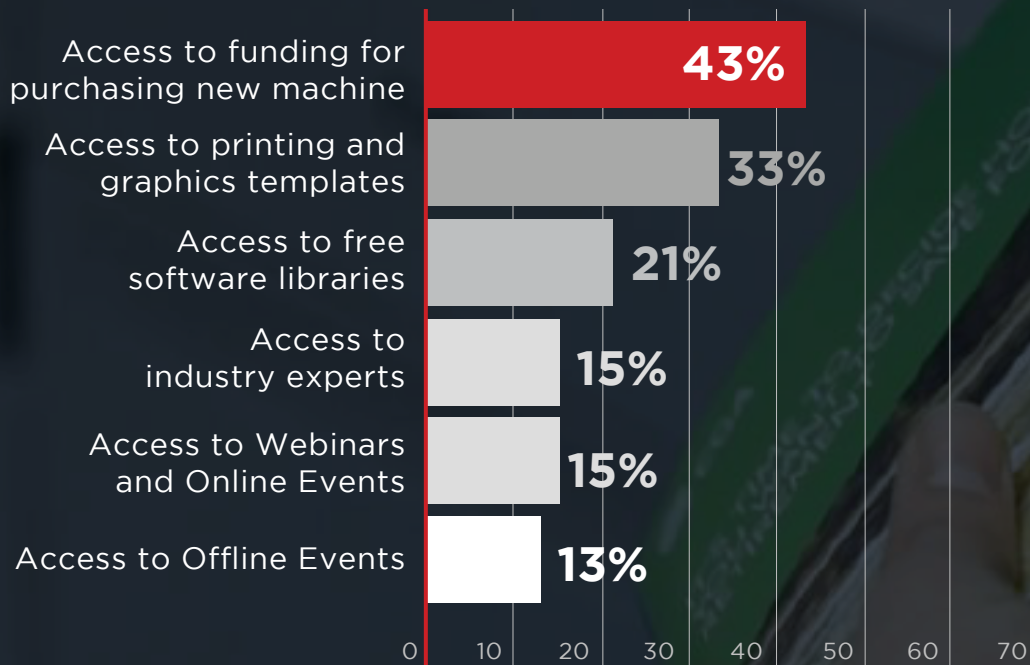 Access to funding for
purchasing new machine
43%
Access to printing and
graphics templates
33%
Access to free
software libraries
21%
Access to
industry experts
15%
Access to Webinars
and Online Events
15%
Access to Offline Events
13%
0 10 20 30 40 50 60 70